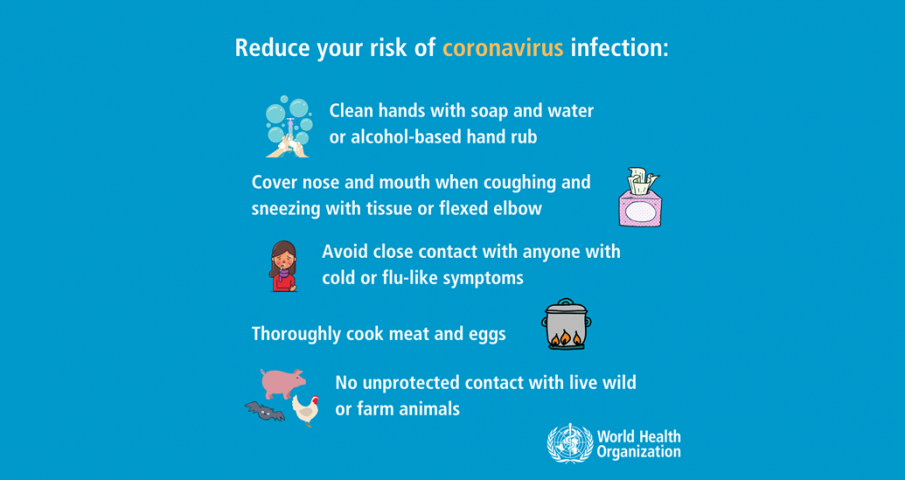 Reduce your risk of coronavirus infection:
Clean hands with soap and water
or alcohol-based hand rub
Cover nose and mouth when coughing and
sneezing with tissue or flexed elbow
Avoid close contact with anyone with
cold or flu-like symptoms
Thoroughly cook meat and eggs
No unprotected contact with live wild
or farm animals
World Health
Organization